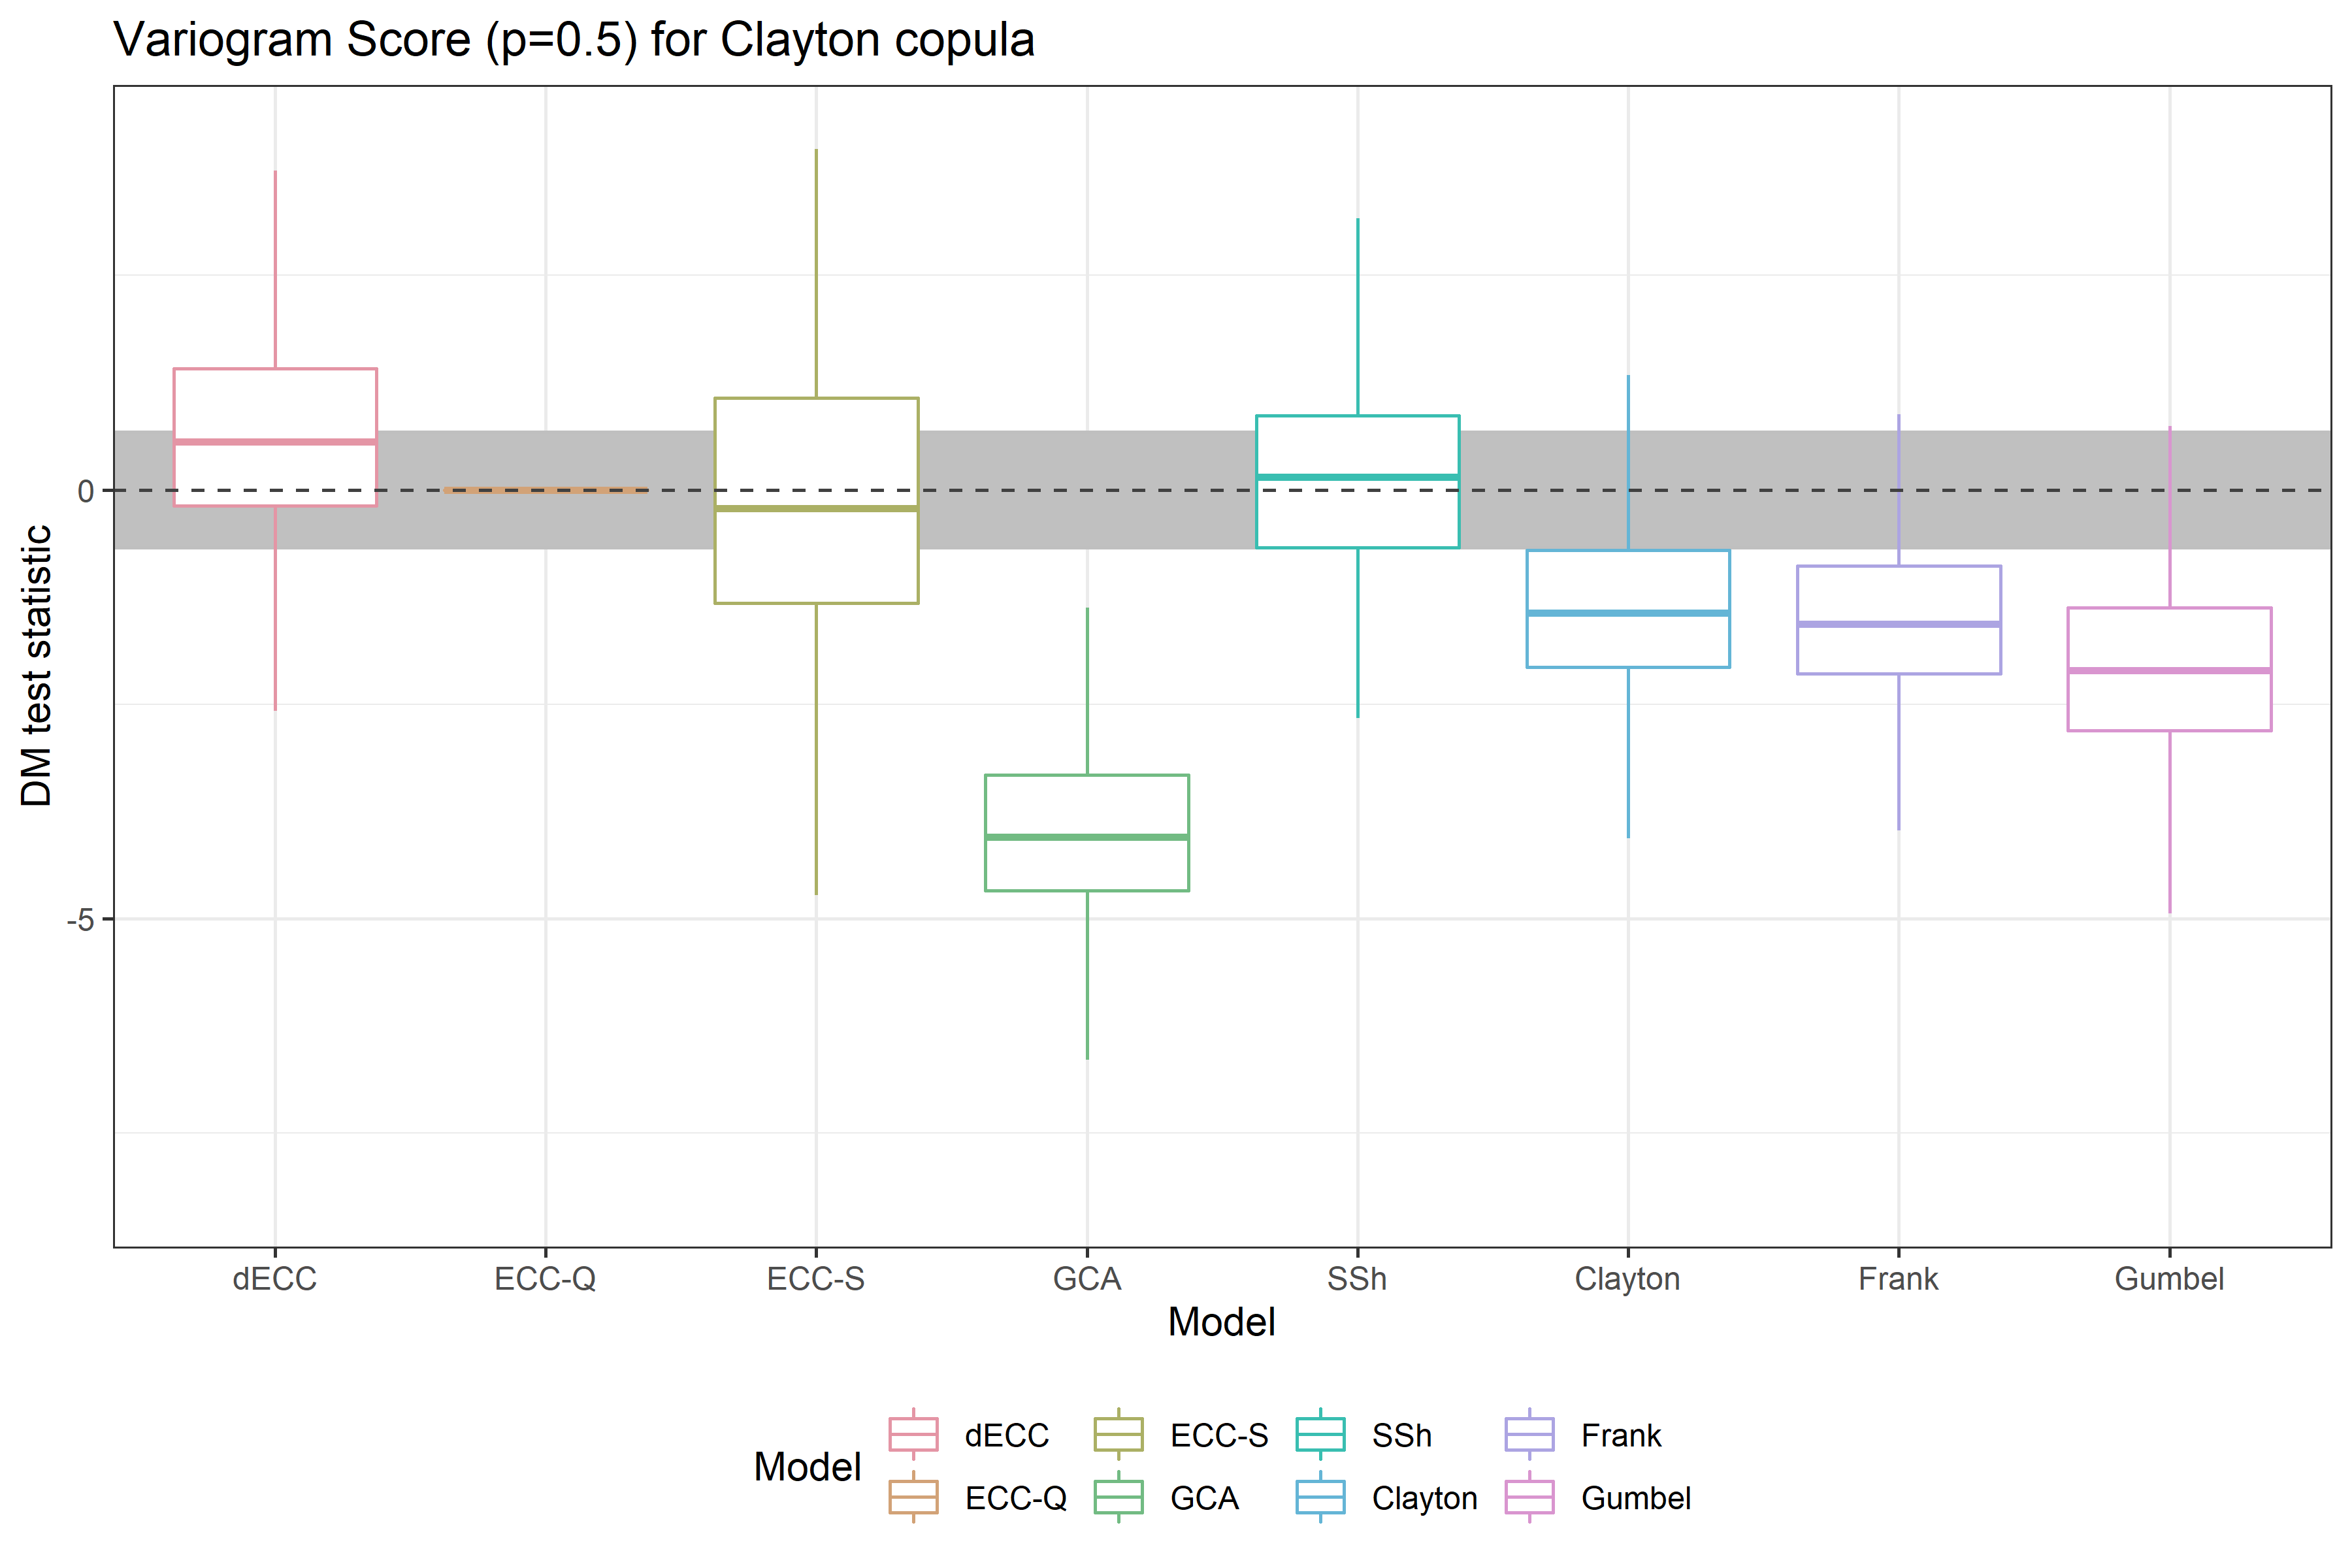 Variogram Score (p=0.5) for Clayton copula
DM test statistic
0
-5
dECC ECC-Q ECC-S GCA SSh Clayton Frank Gumbel
Model
Model
dECC ECC-S SSh Frank
ECC-Q GCA Clayton Gumbel